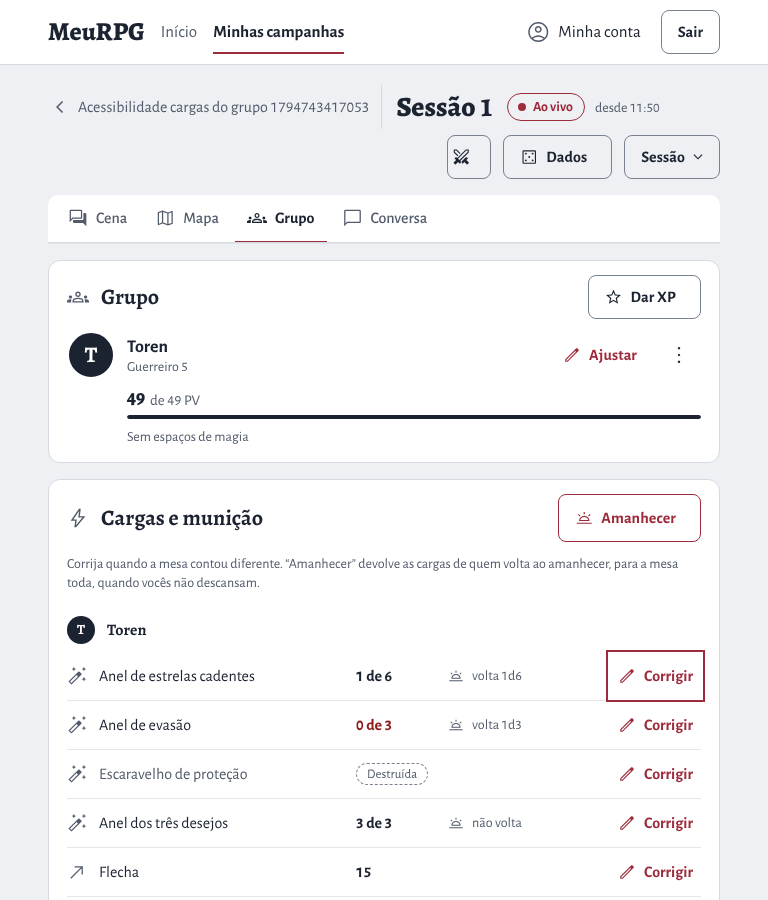 MeuRPG Início Minhas campanhas Minha conta Sair
Acessibilidade cargas do grupo 1794743417053 Sessão 1 Ao vivo desde 11:50
Dados Sessão
Cena Mapa Grupo Conversa
Grupo Dar XP
T Toren Ajustar
Guerreiro 5
49 de 49 PV
Sem espaços de magia
Cargas e munição Amanhecer
Corrija quando a mesa contou diferente. “Amanhecer” devolve as cargas de quem volta ao amanhecer, para a mesa
toda, quando vocês não descansam.
T Toren
Anel de estrelas cadentes 1 de 6 volta 1d6 Corrigir
Anel de evasão 0 de 3 volta 1d3 Corrigir
Escaravelho de proteção Destruída Corrigir
Anel dos três desejos 3 de 3 não volta Corrigir
Flecha 15 Corrigir